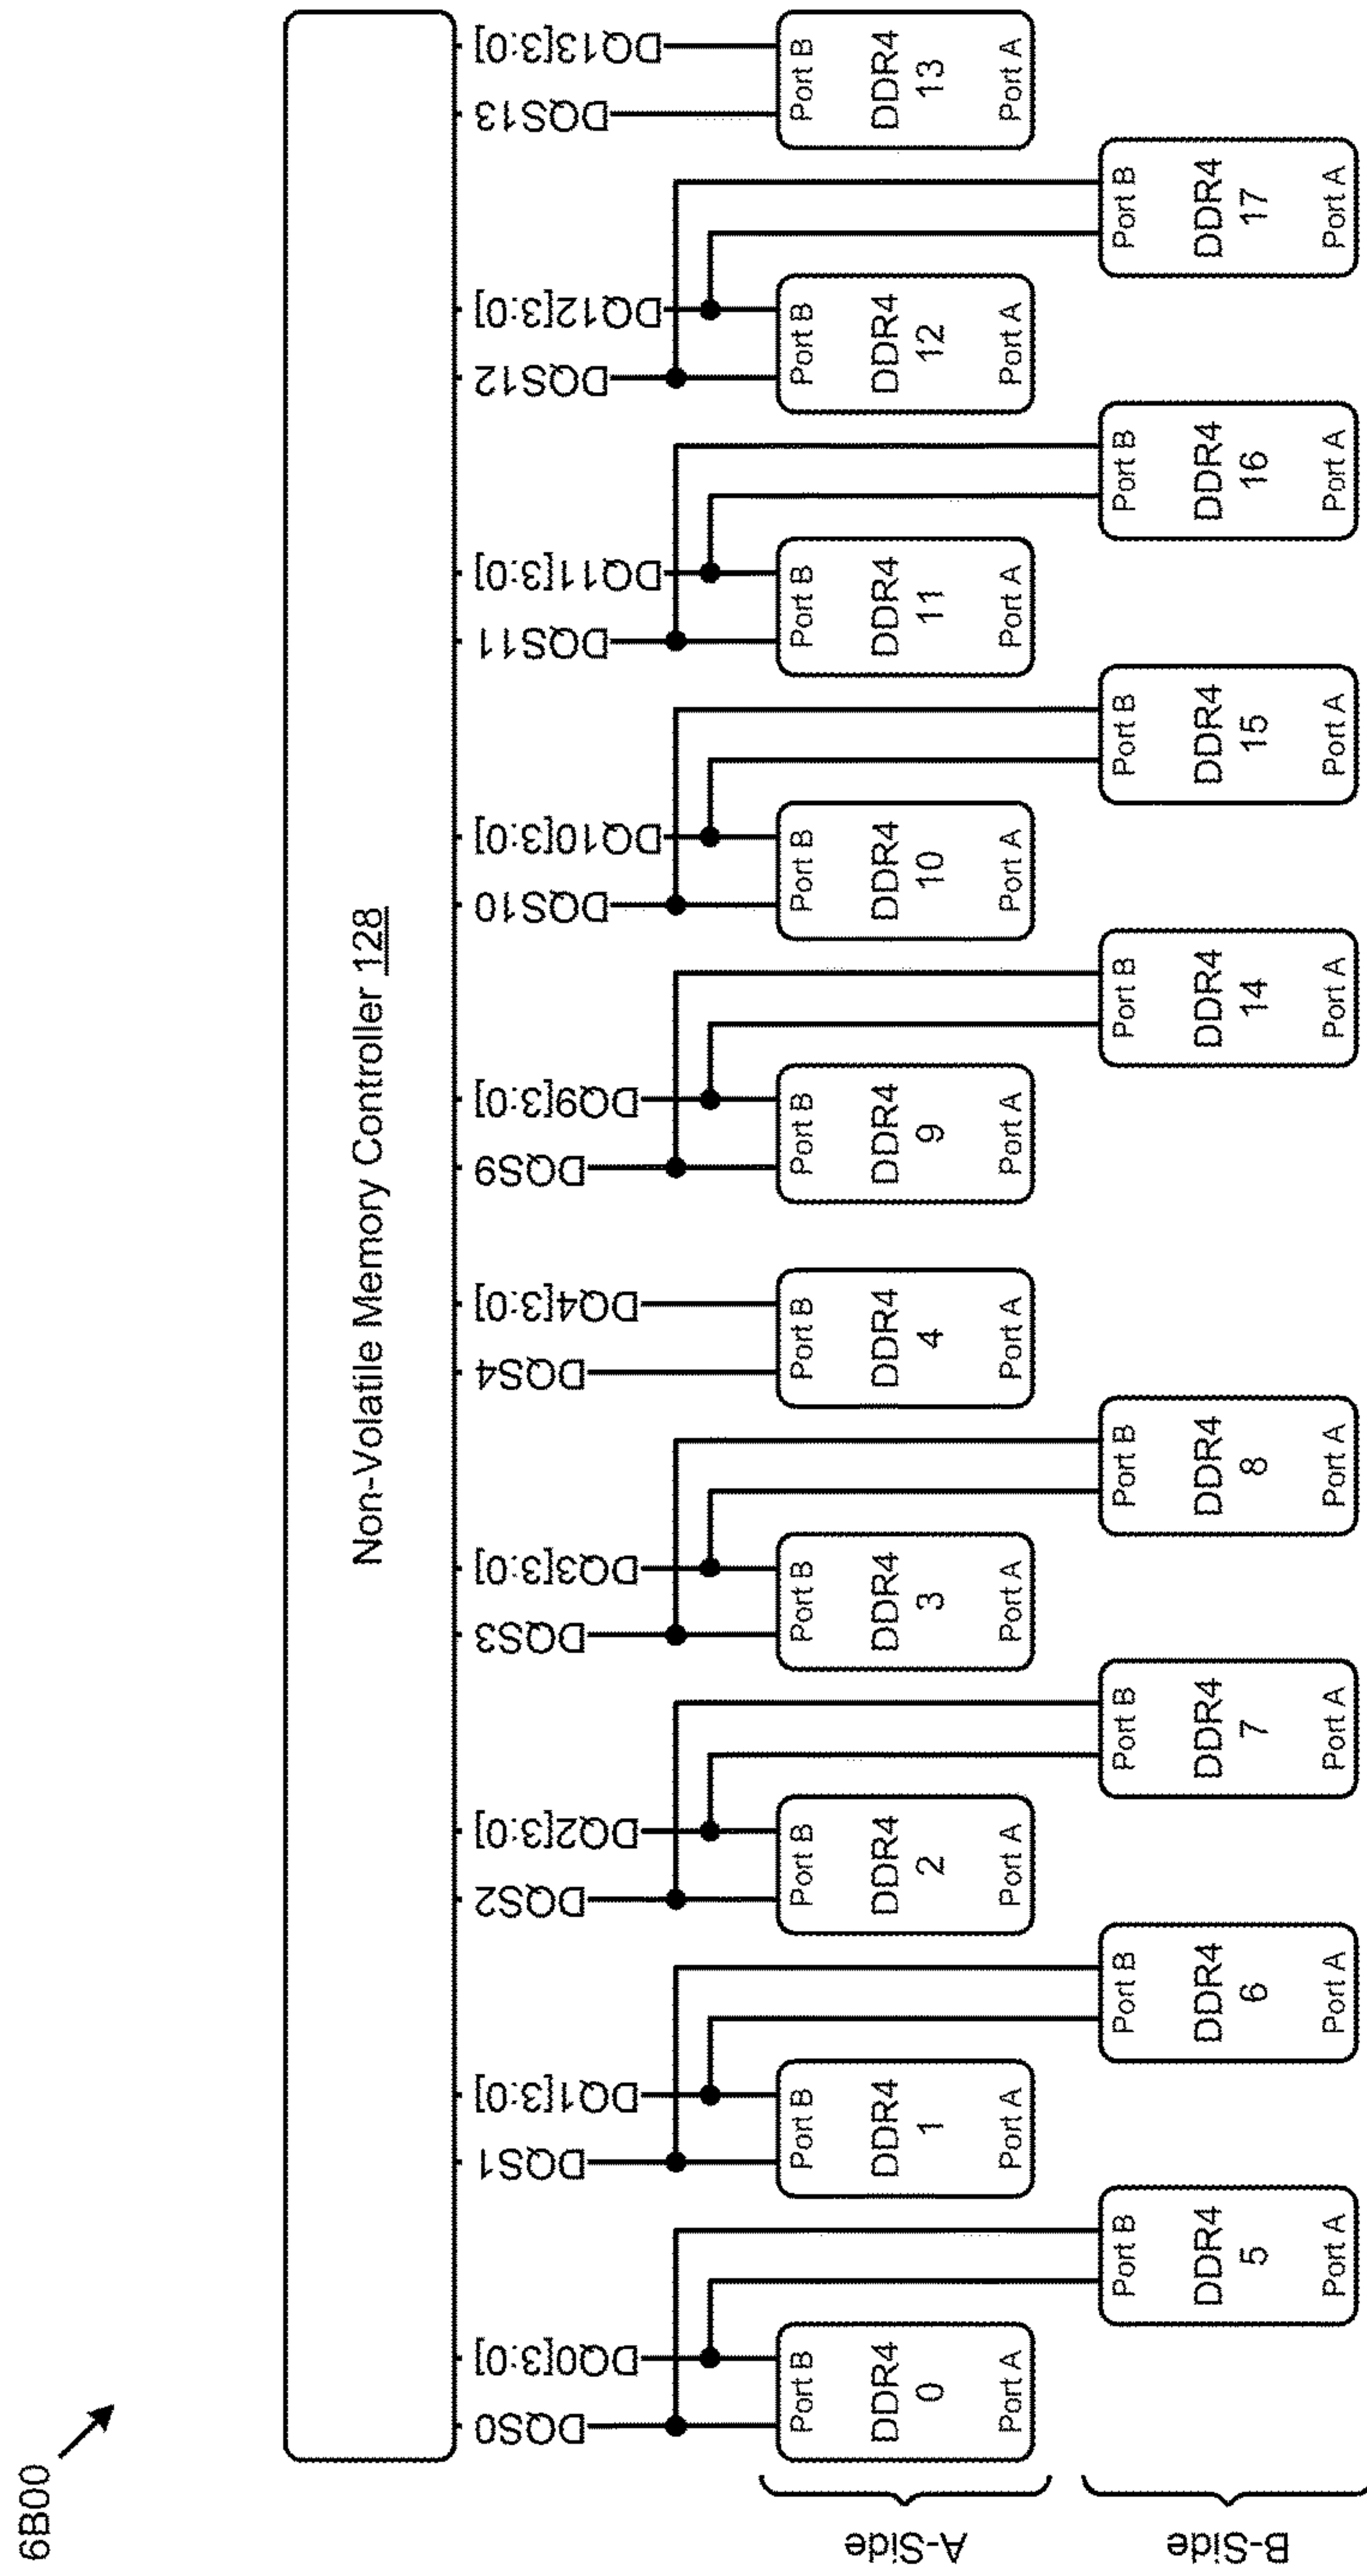 6B00
Non-Volatile Memory Controller 128
DQS0
DQ0[3:0]
DQS1
DQ1[3:0]
DQS2
DQ2[3:0]
DQS3
DQ3[3:0]
DQS4
DQ4[3:0]
DQS9
DQ9[3:0]
DQS10
DQ10[3:0]
DQS11
DQ11[3:0]
DQS12
DQ12[3:0]
DQS13
DQ13[3:0]
A-Side
Port B
DDR4
0
Port A
Port B
DDR4
1
Port A
Port B
DDR4
2
Port A
Port B
DDR4
3
Port A
Port B
DDR4
4
Port A
Port B
DDR4
9
Port A
Port B
DDR4
10
Port A
Port B
DDR4
11
Port A
Port B
DDR4
12
Port A
Port B
DDR4
13
Port A
B-Side
Port B
DDR4
5
Port A
Port B
DDR4
6
Port A
Port B
DDR4
7
Port A
Port B
DDR4
8
Port A
Port B
DDR4
14
Port A
Port B
DDR4
15
Port A
Port B
DDR4
16
Port A
Port B
DDR4
17
Port A